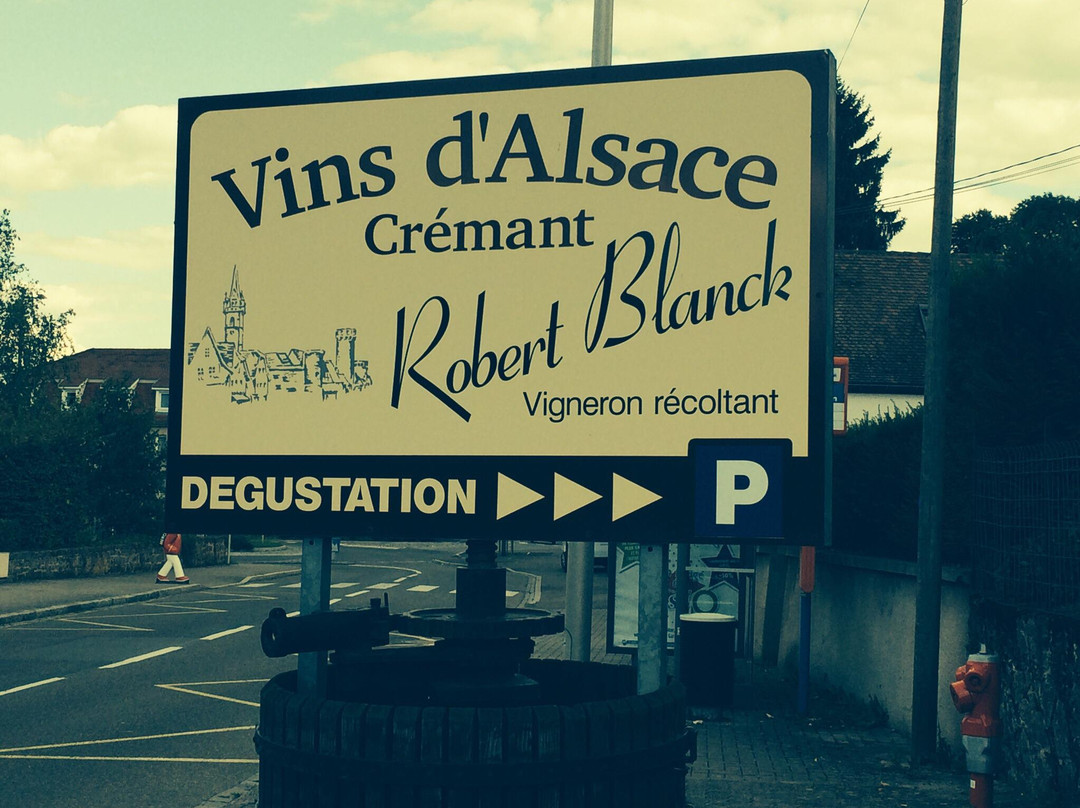 Vins d'Alsace
Crémant
Robert Blanck
Vigneron récoltant
DEGUSTATION
P